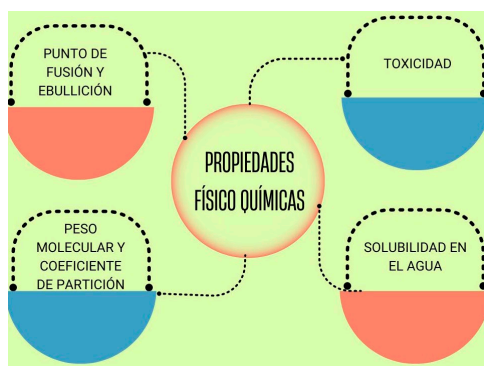 PUNTO DE
FUSIÓN Y
EBULLICIÓN
TOXICIDAD
PROPIEDADES
FÍSICO QUÍMICAS
PESO
MOLECULAR Y
COEFICIENTE
DE PARTICIÓN
SOLUBILIDAD EN
EL AGUA